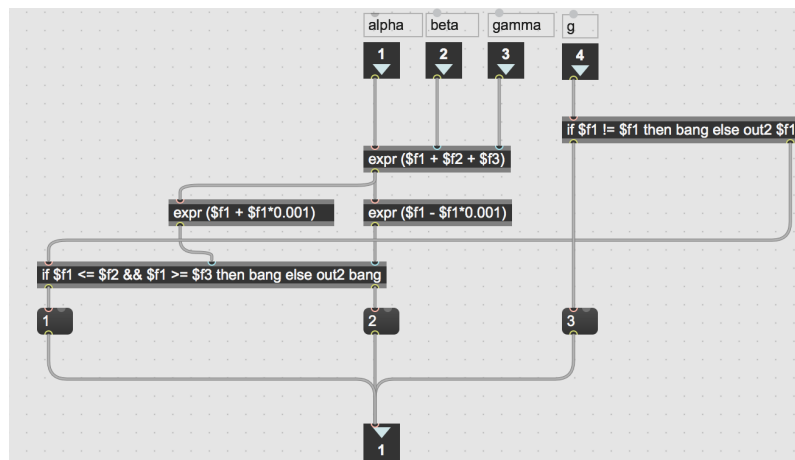 alpha
beta
gamma
g
1
2
3
4
if $f1 != $f1 then bang else out2 $f1
expr ($f1 + $f2 + $f3)
expr ($f1 + $f1*0.001)
expr ($f1 - $f1*0.001)
if $f1 <= $f2 && $f1 >= $f3 then bang else out2 bang
1
2
3
1